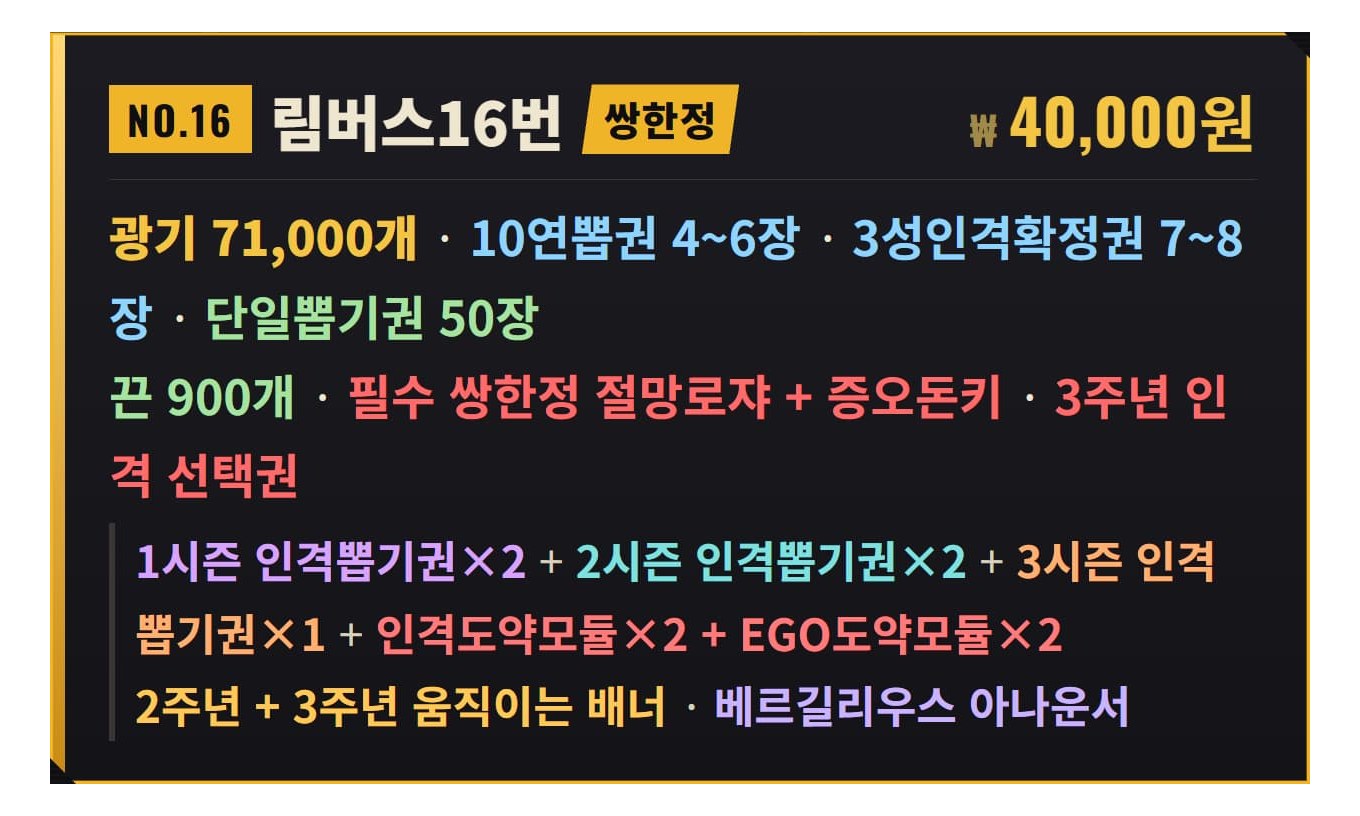 NO.16 림버스16번 쌍한정 ₩ 40,000원
광기 71,000개 · 10연뽑권 4~6장 · 3성인격확정권 7~8
장 · 단일뽑기권 50장
끈 900개 · 필수 쌍한정 절망로쟈 + 증오돈키 · 3주년 인
격 선택권
1시즌 인격뽑기권×2 + 2시즌 인격뽑기권×2 + 3시즌 인격
뽑기권×1 + 인격도약모듈×2 + EGO도약모듈×2
2주년 + 3주년 움직이는 배너 · 베르길리우스 아나운서